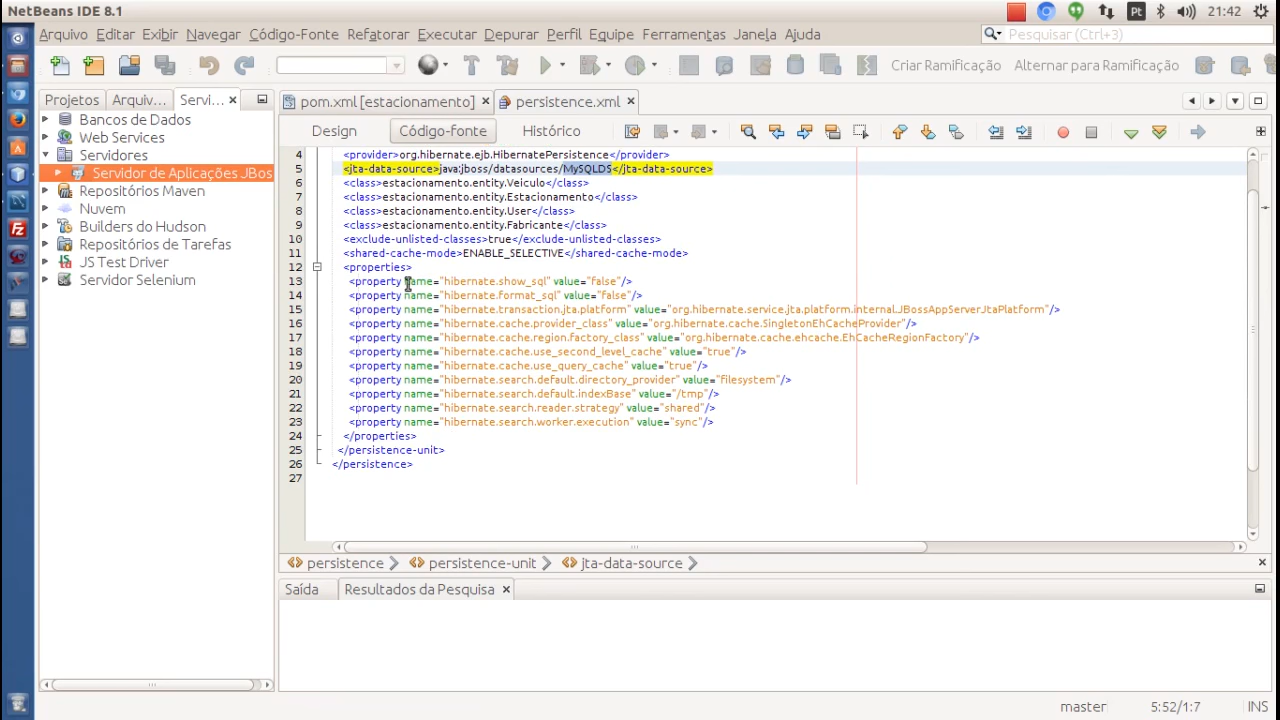 NetBeans IDE 8.1
Pt
21:42
Arquivo Editar Exibir Navegar Código-Fonte Refatorar Executar Depurar Perfil Equipe Ferramentas Janela Ajuda
Pesquisar (Ctrl+3)
Criar Ramificação Alternar para Ramificação
Projetos Arquiv... Servi...
pom.xml [estacionamento] persistence.xml
Design Código-fonte Histórico
Bancos de Dados
Web Services
Servidores
Servidor de Aplicações JBos
Repositórios Maven
Nuvem
Builders do Hudson
Repositórios de Tarefas
JS Test Driver
Servidor Selenium
4 <provider>org.hibernate.ejb.HibernatePersistence</provider>
5 <jta-data-source>java:jboss/datasources/MySQLDS</jta-data-source>
6 <class>estacionamento.entity.Veiculo</class>
7 <class>estacionamento.entity.Estacionamento</class>
8 <class>estacionamento.entity.User</class>
9 <class>estacionamento.entity.Fabricante</class>
10 <exclude-unlisted-classes>true</exclude-unlisted-classes>
11 <shared-cache-mode>ENABLE_SELECTIVE</shared-cache-mode>
12 <properties>
13 <property name="hibernate.show_sql" value="false"/>
14 <property name="hibernate.format_sql" value="false"/>
15 <property name="hibernate.transaction.jta.platform" value="org.hibernate.service.jta.platform.internal.JBossAppServerJtaPlatform"/>
16 <property name="hibernate.cache.provider_class" value="org.hibernate.cache.SingletonEhCacheProvider"/>
17 <property name="hibernate.cache.region.factory_class" value="org.hibernate.cache.ehcache.EhCacheRegionFactory"/>
18 <property name="hibernate.cache.use_second_level_cache" value="true"/>
19 <property name="hibernate.cache.use_query_cache" value="true"/>
20 <property name="hibernate.search.default.directory_provider" value="filesystem"/>
21 <property name="hibernate.search.default.indexBase" value="/tmp"/>
22 <property name="hibernate.search.reader.strategy" value="shared"/>
23 <property name="hibernate.search.worker.execution" value="sync"/>
24 </properties>
25 </persistence-unit>
26 </persistence>
27
persistence persistence-unit jta-data-source
Saída Resultados da Pesquisa
master 5:52/1:7 INS